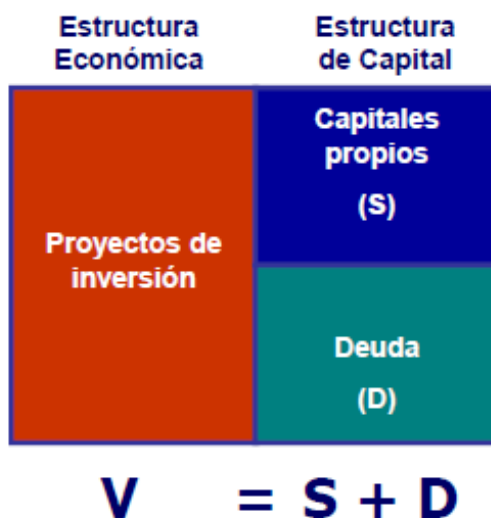 Estructura
Económica
Estructura
de Capital
Proyectos de
inversión
Capitales
propios
(S)
Deuda
(D)
V = S + D